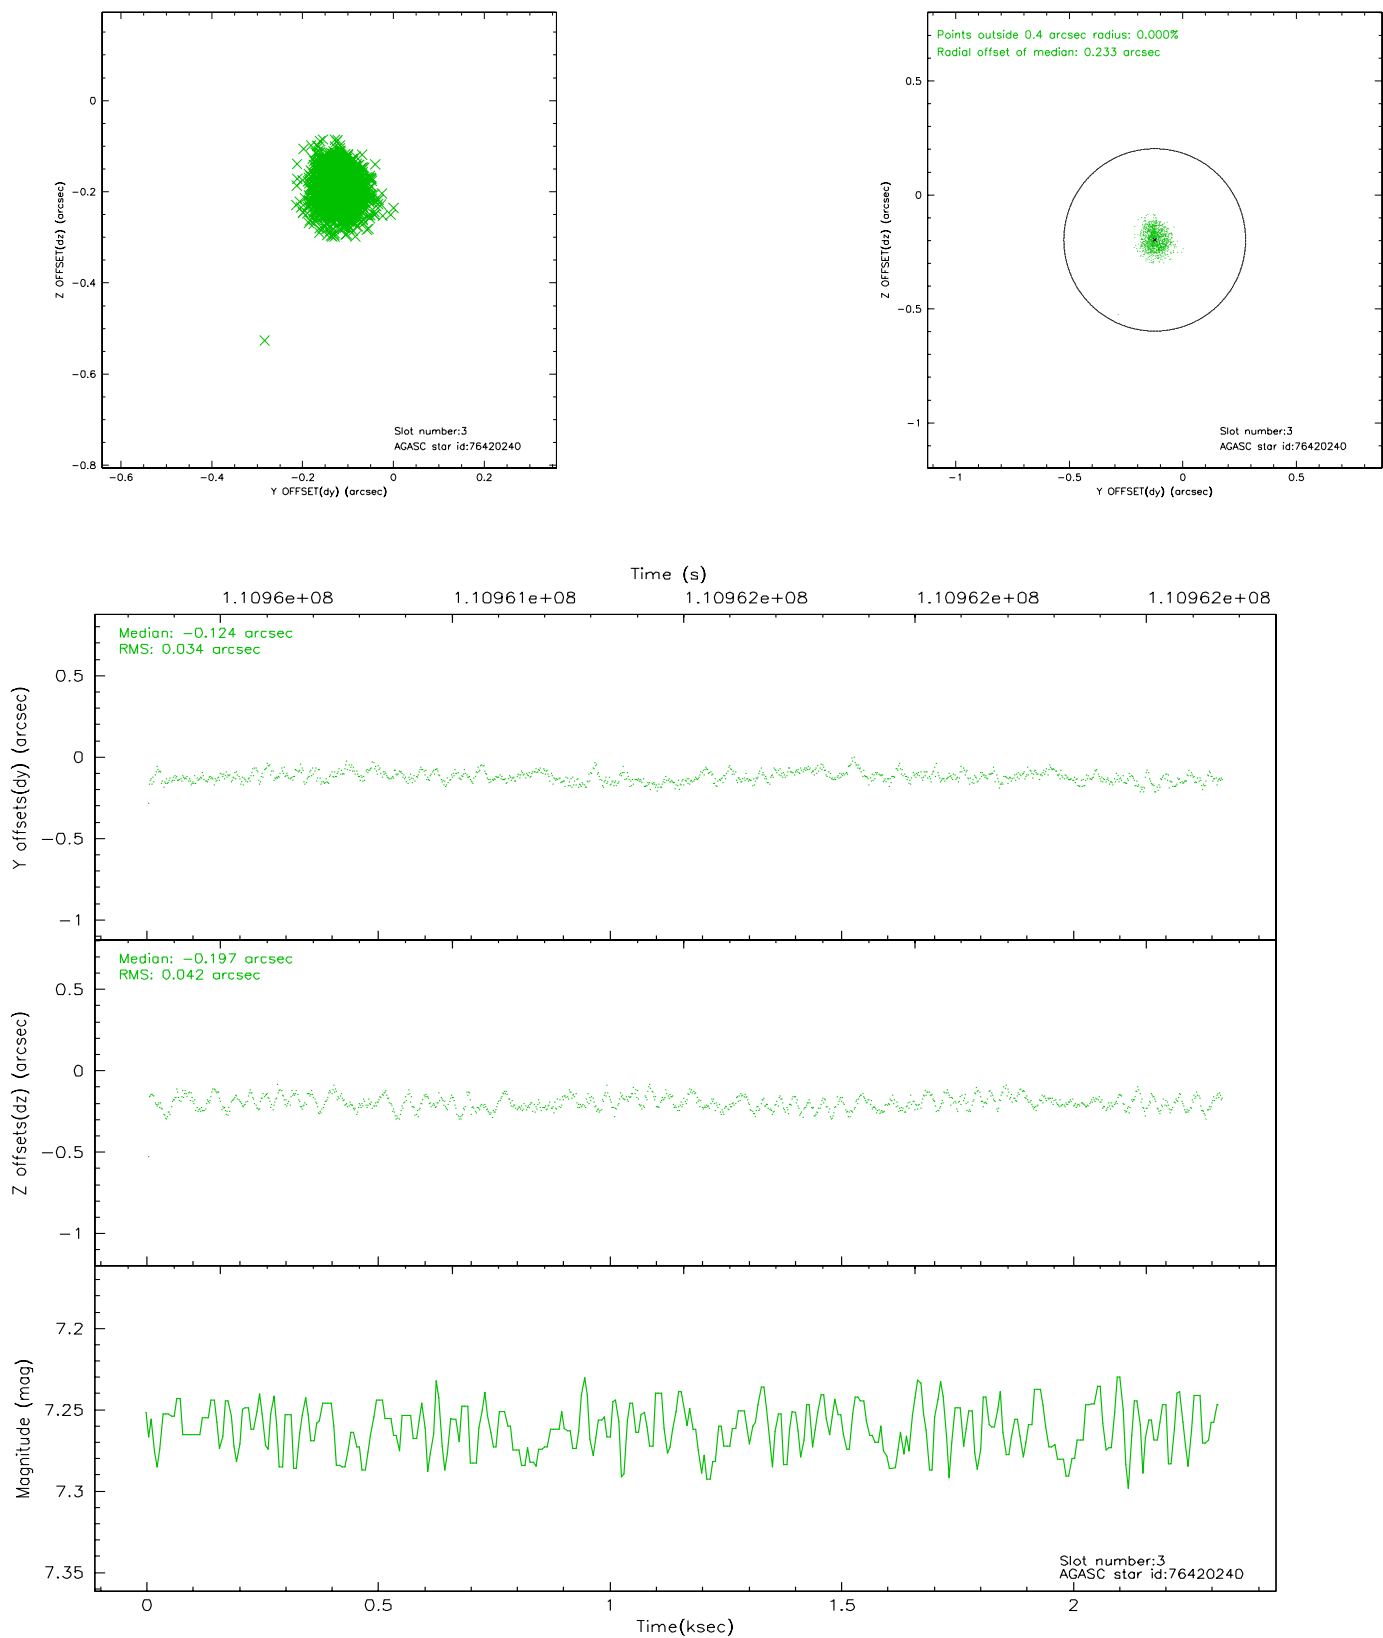 0
−0.2
−0.4
−0.6
−0.8
Z OFFSET(dz) (arcsec)
Slot number:3
AGASC star id:76420240
−0.6 −0.4 −0.2 0 0.2
Y OFFSET(dy) (arcsec)
Points outside 0.4 arcsec radius: 0.000%
Radial offset of median: 0.233 arcsec
0.5
0
−0.5
−1
Z OFFSET(dz) (arcsec)
Slot number:3
AGASC star id:76420240
−1 −0.5 0 0.5
Y OFFSET(dy) (arcsec)
Time (s)
1.1096e+08 1.10961e+08 1.10962e+08 1.10962e+08 1.10962e+08
Median: −0.124 arcsec
RMS: 0.034 arcsec
0.5
0
−0.5
−1
Y offsets(dy) (arcsec)
Median: −0.197 arcsec
RMS: 0.042 arcsec
0.5
0
−0.5
−1
Z offsets(dz) (arcsec)
7.2
7.25
7.3
7.35
Magnitude (mag)
Slot number:3
AGASC star id:76420240
0 0.5 1 1.5 2
Time(ksec)